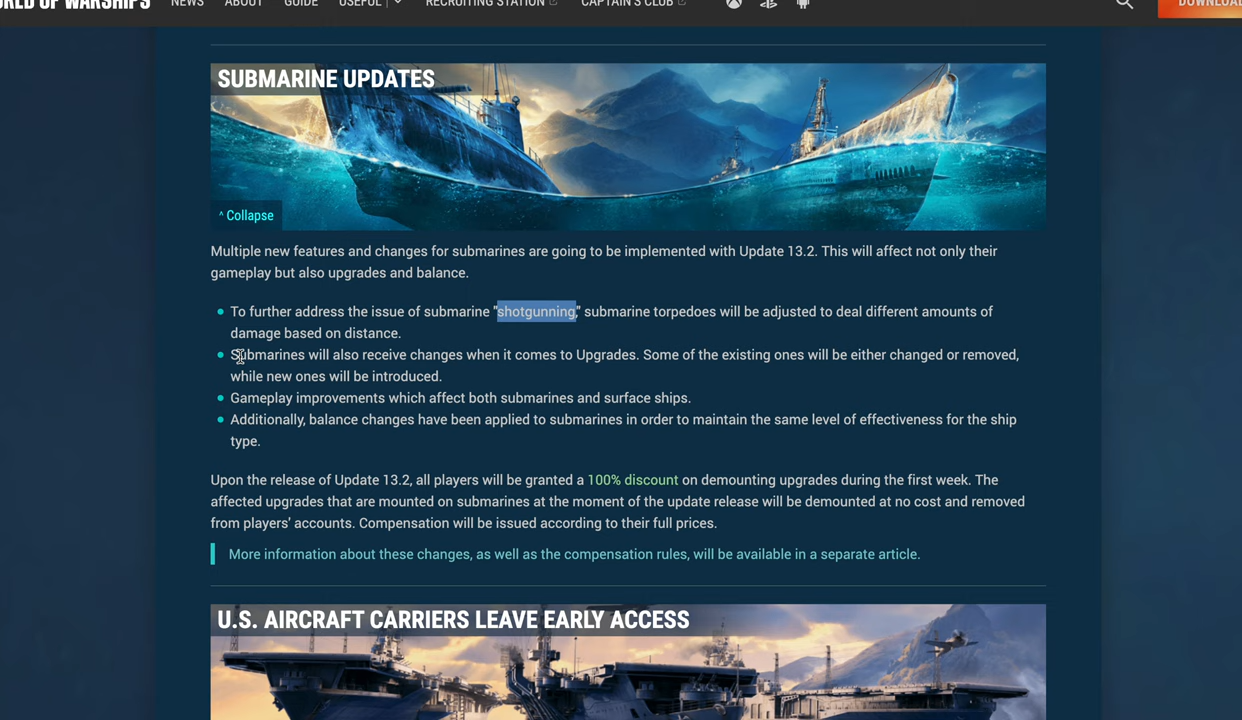 WORLD OF WARSHIPS NEWS ABOUT GUIDE USEFUL RECRUITING STATION CAPTAIN'S CLUB DOWNLOAD
SUBMARINE UPDATES
^ Collapse
Multiple new features and changes for submarines are going to be implemented with Update 13.2. This will affect not only their
gameplay but also upgrades and balance.
To further address the issue of submarine "shotgunning," submarine torpedoes will be adjusted to deal different amounts of
damage based on distance.
Submarines will also receive changes when it comes to Upgrades. Some of the existing ones will be either changed or removed,
while new ones will be introduced.
Gameplay improvements which affect both submarines and surface ships.
Additionally, balance changes have been applied to submarines in order to maintain the same level of effectiveness for the ship
type.
Upon the release of Update 13.2, all players will be granted a 100% discount on demounting upgrades during the first week. The
affected upgrades that are mounted on submarines at the moment of the update release will be demounted at no cost and removed
from players' accounts. Compensation will be issued according to their full prices.
More information about these changes, as well as the compensation rules, will be available in a separate article.
U.S. AIRCRAFT CARRIERS LEAVE EARLY ACCESS